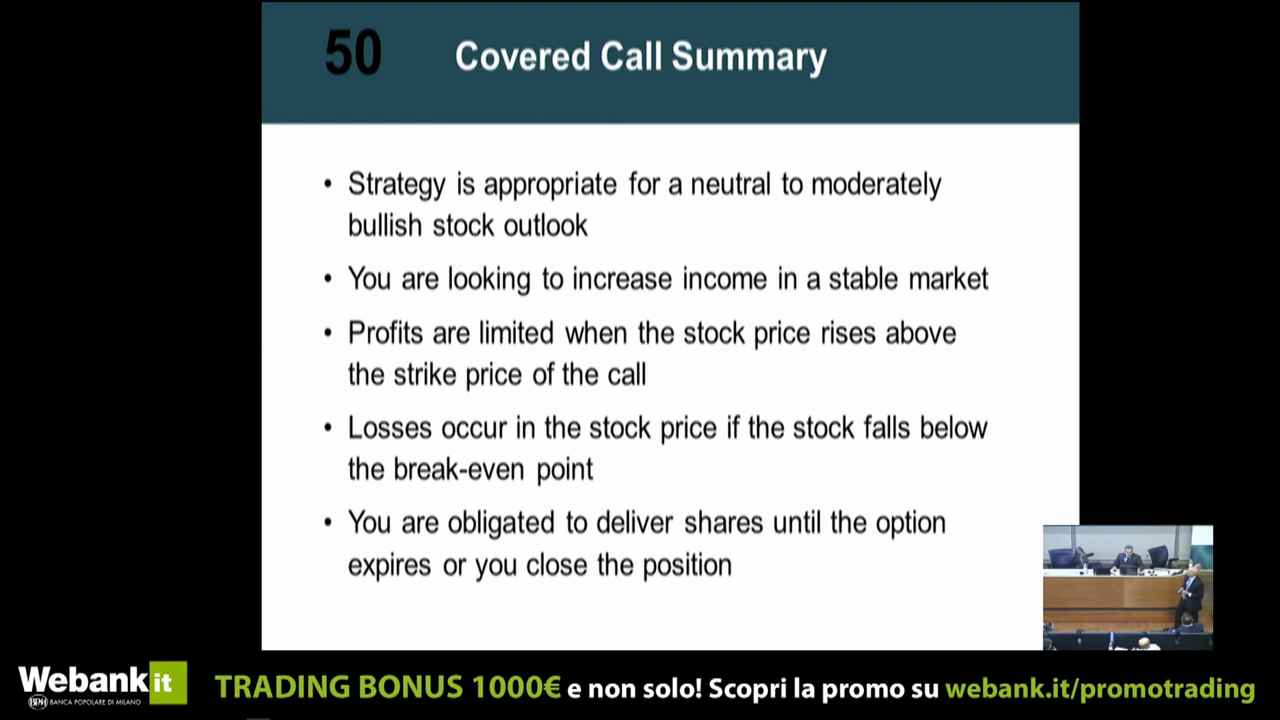 50 Covered Call Summary
• Strategy is appropriate for a neutral to moderately
bullish stock outlook
• You are looking to increase income in a stable market
• Profits are limited when the stock price rises above
the strike price of the call
• Losses occur in the stock price if the stock falls below
the break-even point
• You are obligated to deliver shares until the option
expires or you close the position
Webank it
BPM BANCA POPOLARE DI MILANO
TRADING BONUS 1000€ e non solo! Scopri la promo su webank.it/promotrading